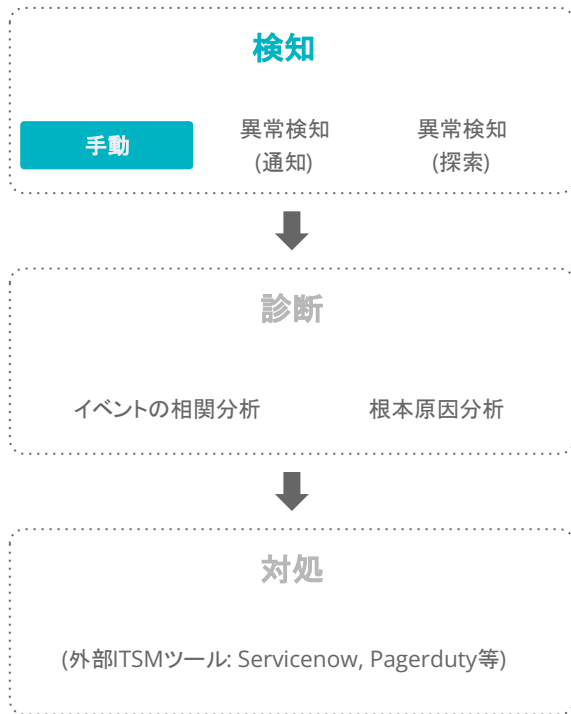 検知
手動
異常検知
(通知)
異常検知
(探索)
診断
イベントの相関分析
根本原因分析
対処
(外部ITSMツール: Servicenow, Pagerduty等)